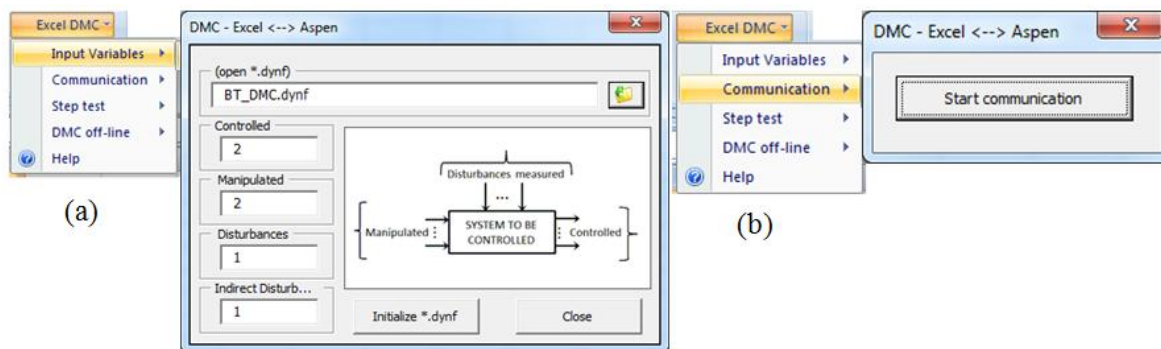 Excel DMC
Input Variables
Communication
Step test
DMC off-line
Help
(a)
DMC - Excel <--> Aspen
(open *.dynf)
BT_DMC.dynf
Controlled
2
Manipulated
2
Disturbances
1
Indirect Disturb...
1
Disturbances measured
...
Manipulated
SYSTEM TO BE
CONTROLLED
Controlled
Initialize *.dynf
Close
Excel DMC
Input Variables
Communication
Step test
DMC off-line
Help
(b)
DMC - Excel <--> Aspen
Start communication